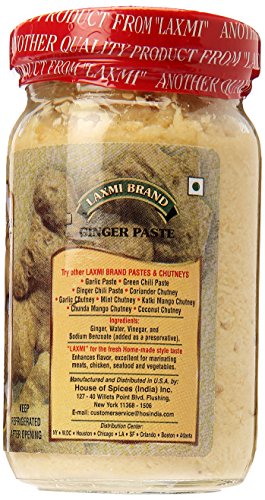 PRODUCT FROM "LAXMI"
ANOTHER QUALITY PRODUCT FROM "LAXMI"
PRODUCT FROM "LAXMI" ANOTHER QUA
LAXMI BRAND
GINGER PASTE
Try other LAXMI BRAND PASTES & CHUTNEYS
• Garlic Paste • Green Chili Paste
• Ginger Chili Paste • Coriander Chutney
• Garlic Chutney • Mint Chutney • Katki Mango Chutney
• Chunda Mango Chutney • Coconut Chutney
Ingredients:
Ginger, Water, Vinegar, and
Sodium Benzoate (added as a preservative).
"LAXMI" for the fresh Home-made style taste
Enhances flavor, excellent for marinating
meats, chicken, seafood and vegetables.
Manufactured and Distributed in U.S.A. by:
House of Spices (India) Inc.
127 - 40 Willets Point Blvd., Flushing,
New York 11368 - 1506
E-mail: customerservice@hosindia.com
Distribution Center:
NY • N.DC • Houston • Chicago • LA • SF • Orlando • Boston • Atlanta
KEEP
REFRIGERATED
AFTER OPENING